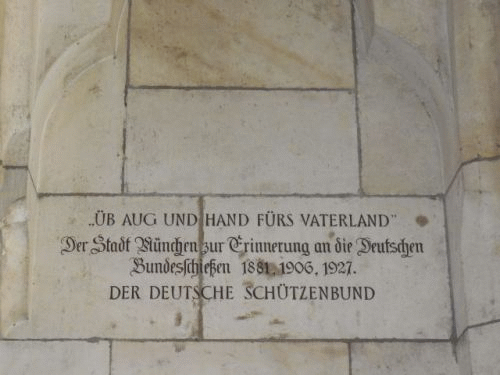 „ÜB AUG UND HAND FÜRS VATERLAND"
Der Stadt München zur Erinnerung an die Deutschen
Bundesschießen 1881, 1906, 1927.
DER DEUTSCHE SCHÜTZENBUND